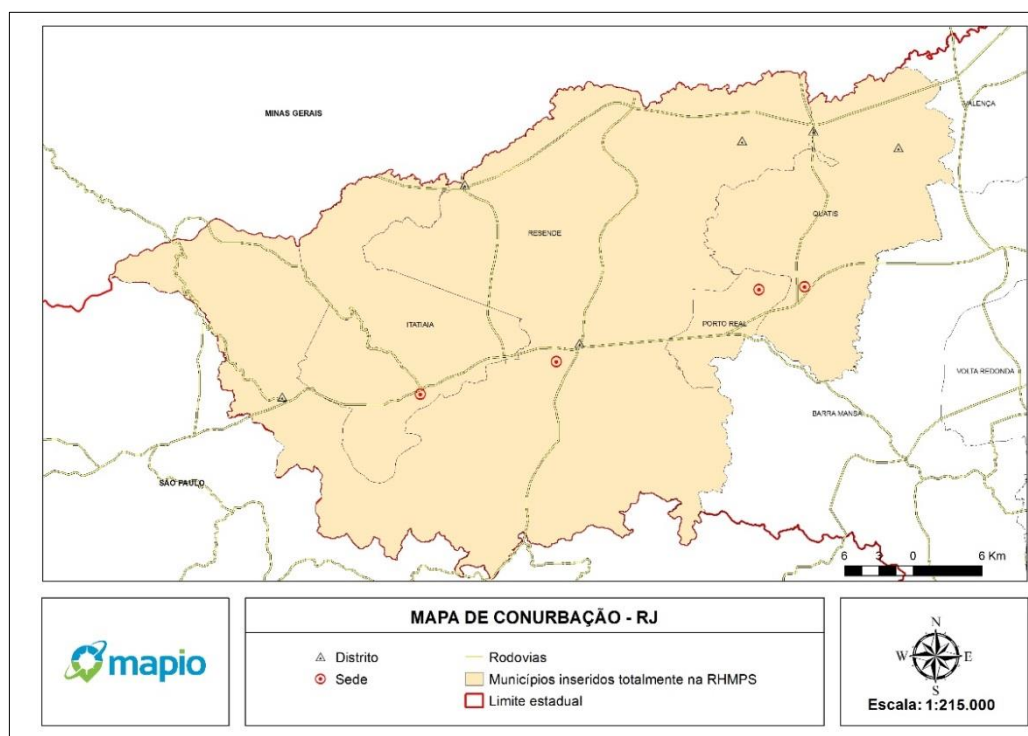 MINAS GERAIS
VALENÇA
QUATIS
RESENDE
ITATIAIA
PORTO REAL
VOLTA REDONDA
BARRA MANSA
SÃO PAULO
6 3 0 6 Km
MAPA DE CONURBAÇÃO - RJ
mapio
Distrito
Sede
Rodovias
Municípios inseridos totalmente na RHMPS
Limite estadual
N
W E
S
Escala: 1:215.000